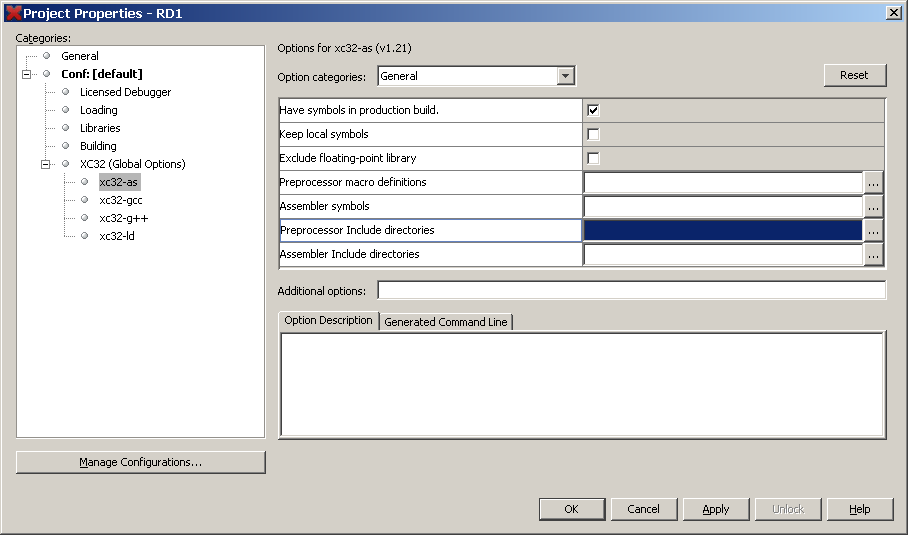 Project Properties - RD1
Categories:
General
Conf: [default]
Licensed Debugger
Loading
Libraries
Building
XC32 (Global Options)
xc32-as
xc32-gcc
xc32-g++
xc32-ld
Manage Configurations...
Options for xc32-as (v1.21)
Option categories: General Reset
Have symbols in production build.
Keep local symbols
Exclude floating-point library
Preprocessor macro definitions ...
Assembler symbols ...
Preprocessor Include directories ...
Assembler Include directories ...
Additional options:
Option Description Generated Command Line
OK Cancel Apply Unlock Help